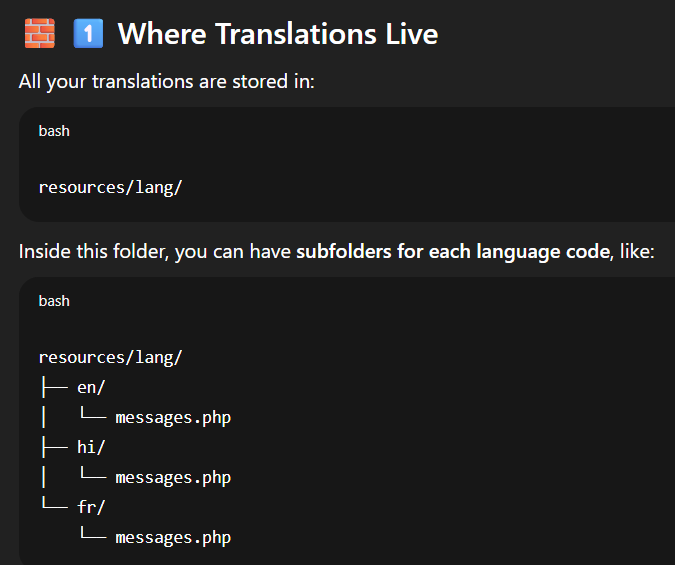 🧱 1️⃣ Where Translations Live
All your translations are stored in:
bash
resources/lang/
Inside this folder, you can have subfolders for each language code, like:
bash
resources/lang/
├── en/
│   └── messages.php
├── hi/
│   └── messages.php
└── fr/
    └── messages.php